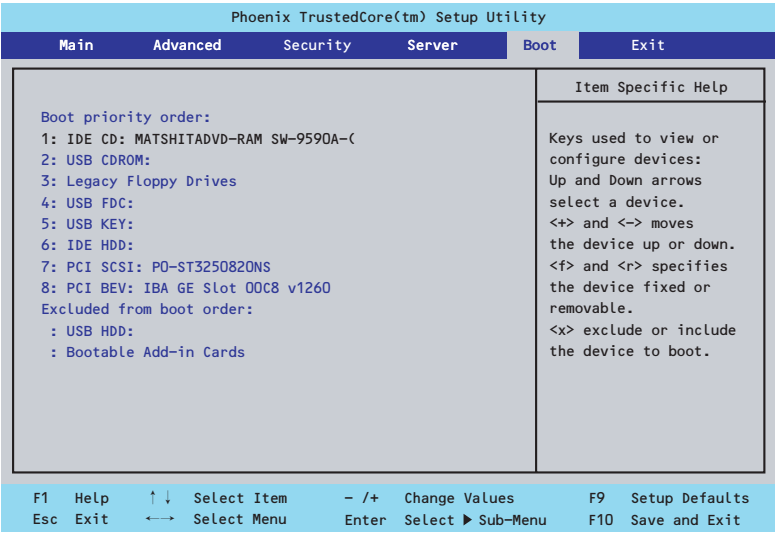 Phoenix TrustedCore(tm) Setup Utility
Main Advanced Security Server Boot Exit
Boot priority order:
1: IDE CD: MATSHITADVD-RAM SW-9590A-(
2: USB CDROM:
3: Legacy Floppy Drives
4: USB FDC:
5: USB KEY:
6: IDE HDD:
7: PCI SCSI: P0-ST3250820NS
8: PCI BEV: IBA GE Slot 00C8 v1260
Excluded from boot order:
: USB HDD:
: Bootable Add-in Cards
Item Specific Help
Keys used to view or
configure devices:
Up and Down arrows
select a device.
<+> and <-> moves
the device up or down.
<f> and <r> specifies
the device fixed or
removable.
<x> exclude or include
the device to boot.
F1 Help ↑↓ Select Item - /+ Change Values F9 Setup Defaults
Esc Exit ←→ Select Menu Enter Select ▶ Sub-Menu F10 Save and Exit